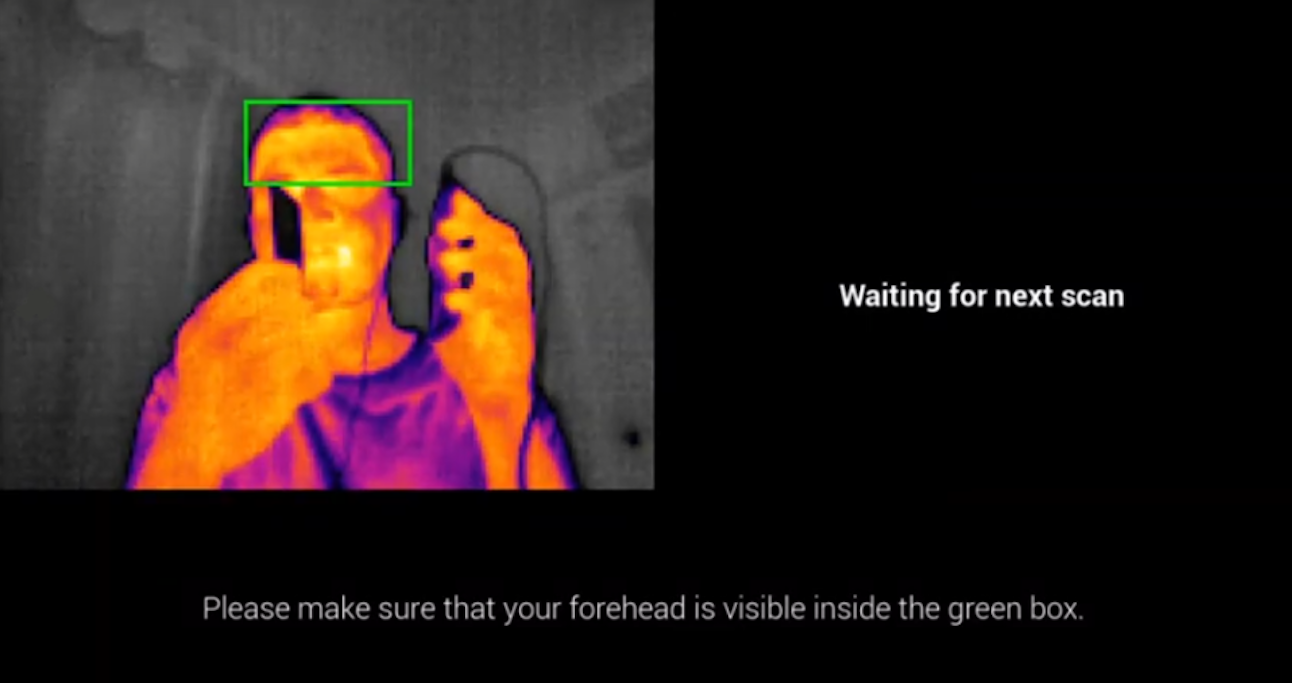 Waiting for next scan
Please make sure that your forehead is visible inside the green box.